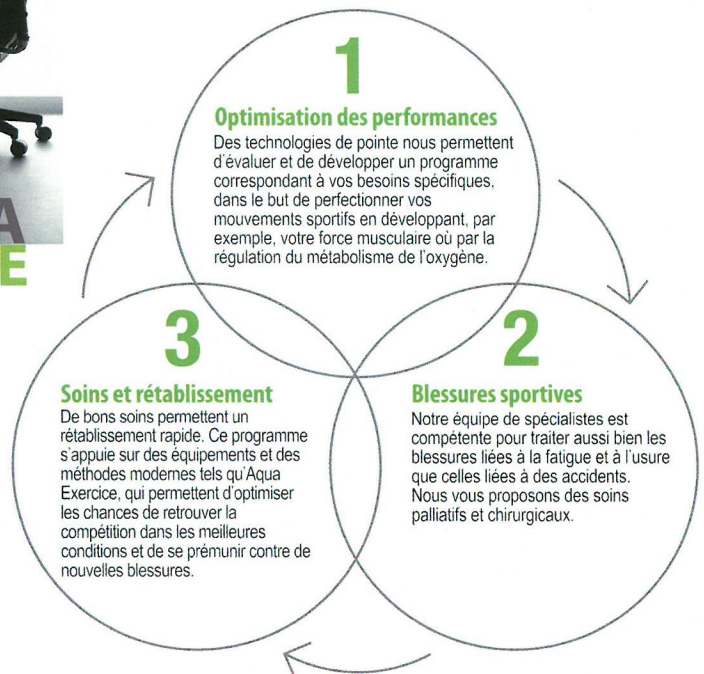 1
Optimisation des performances
Des technologies de pointe nous permettent
d'évaluer et de développer un programme
correspondant à vos besoins spécifiques,
dans le but de perfectionner vos
mouvements sportifs en développant, par
exemple, votre force musculaire où par la
régulation du métabolisme de l'oxygène.
A
E
3
Soins et rétablissement
De bons soins permettent un
rétablissement rapide. Ce programme
s'appuie sur des équipements et des
méthodes modernes tels qu'Aqua
Exercice, qui permettent d'optimiser
les chances de retrouver la
compétition dans les meilleures
conditions et de se prémunir contre de
nouvelles blessures.
2
Blessures sportives
Notre équipe de spécialistes est
compétente pour traiter aussi bien les
blessures liées à la fatigue et à l'usure
que celles liées à des accidents.
Nous vous proposons des soins
palliatifs et chirurgicaux.